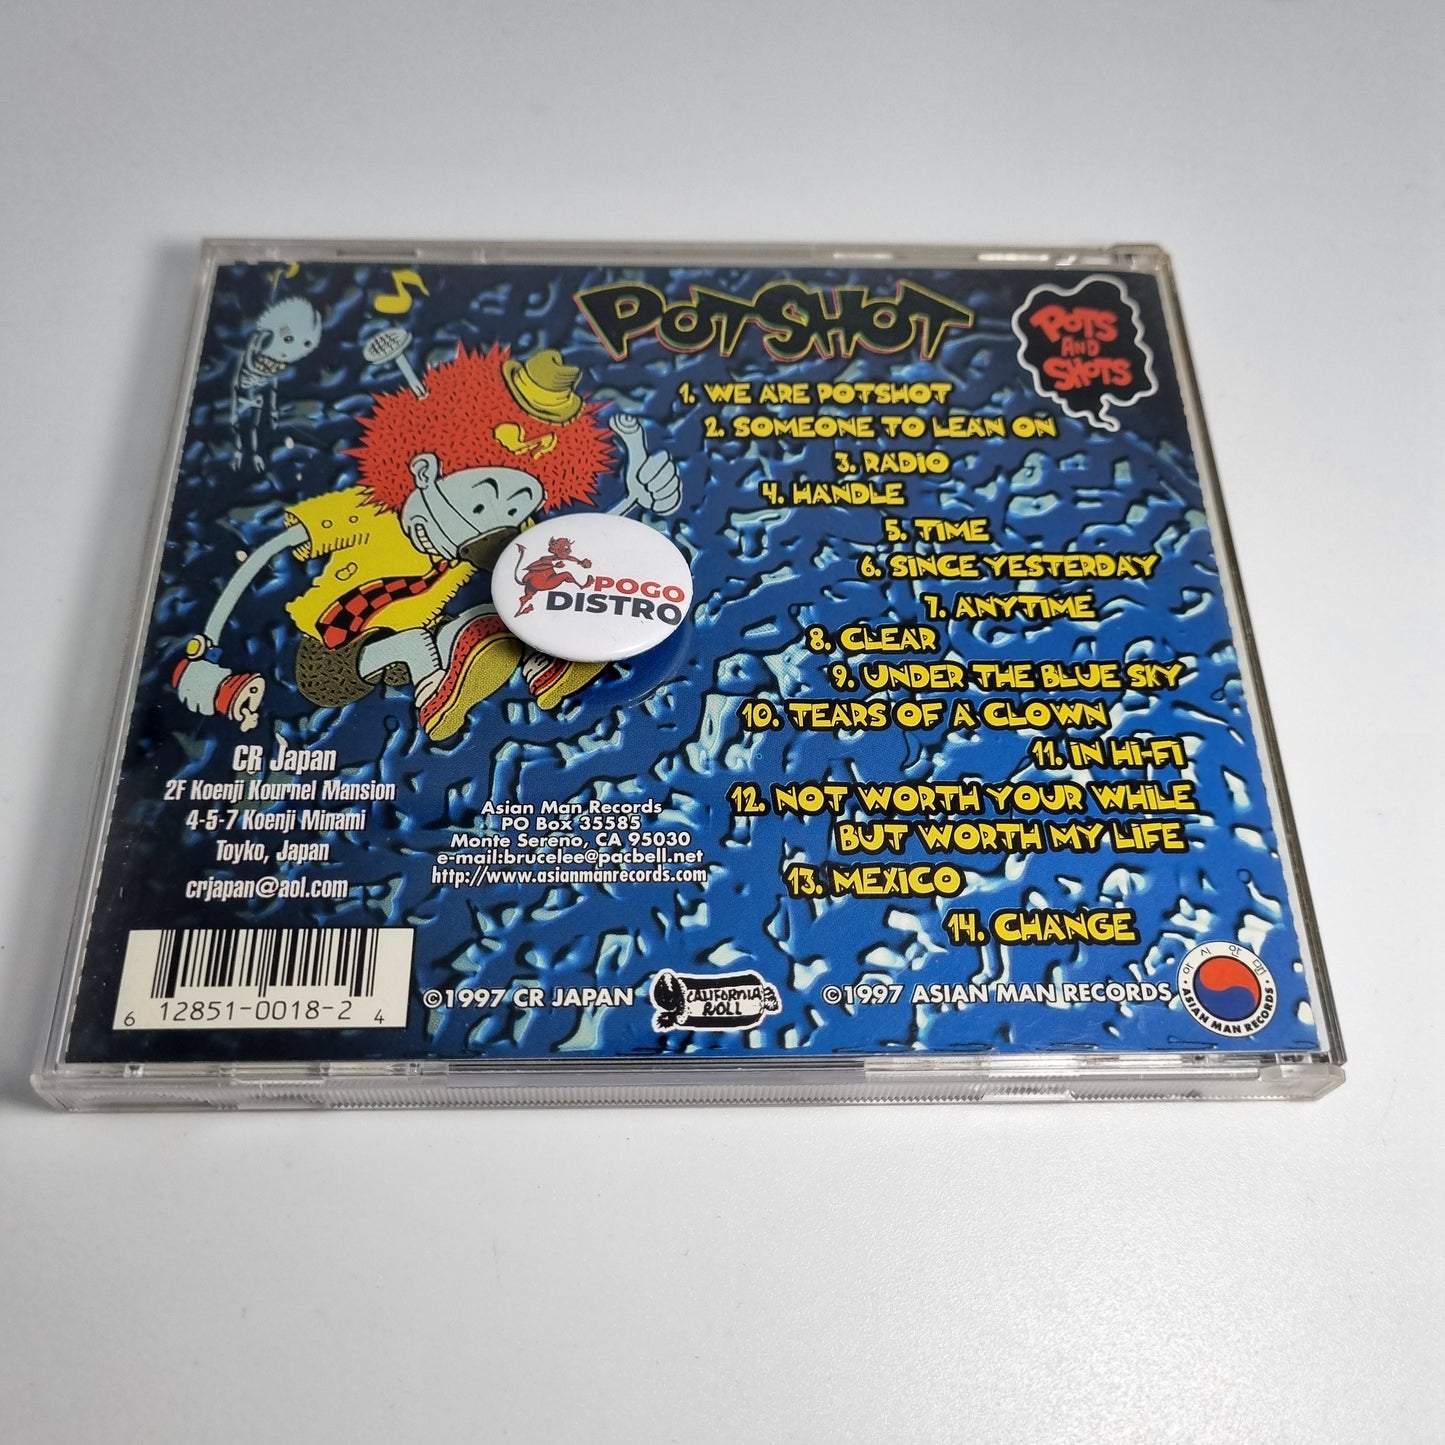 POTSHOT
POTS
AND
SHOTS
1. WE ARE POTSHOT
2. SOMEONE TO LEAN ON
3. RADIO
4. HANDLE
5. TIME
6. SINCE YESTERDAY
7. ANYTIME
8. CLEAR
9. UNDER THE BLUE SKY
10. TEARS OF A CLOWN
11. IN HI-FI
12. NOT WORTH YOUR WHILE
BUT WORTH MY LIFE
13. MEXICO
14. CHANGE
POGO
DISTRO
CR Japan
2F Koenji Kournel Mansion
4-5-7 Koenji Minami
Toyko, Japan
crjapan@aol.com
Asian Man Records
PO Box 35585
Monte Sereno, CA 95030
e-mail:brucelee@pacbell.net
http://www.asianmanrecords.com
6 12851-0018-2 4
©1997 CR JAPAN
CALIFORNIA
ROLL
©1997 ASIAN MAN RECORDS
아 시 안 맨
ASIAN MAN RECORDS